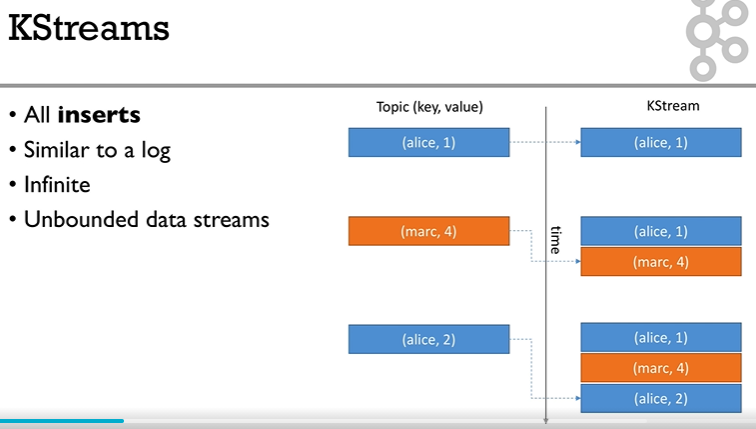 KStreams
• All inserts
• Similar to a log
• Infinite
• Unbounded data streams
Topic (key, value)
KStream
(alice, 1)
(alice, 1)
(marc, 4)
time
(alice, 1)
(marc, 4)
(alice, 2)
(alice, 1)
(marc, 4)
(alice, 2)